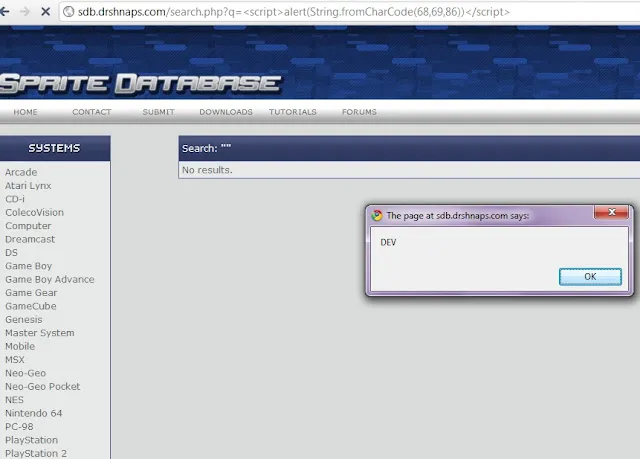 sdb.drshnaps.com/search.php?q=<script>alert(String.fromCharCode(68,69,86))</script>
SPRITE DATABASE
HOME CONTACT SUBMIT DOWNLOADS TUTORIALS FORUMS
SYSTEMS
Arcade
Atari Lynx
CD-i
ColecoVision
Computer
Dreamcast
DS
Game Boy
Game Boy Advance
Game Gear
GameCube
Genesis
Master System
Mobile
MSX
Neo-Geo
Neo-Geo Pocket
NES
Nintendo 64
PC-98
PlayStation
PlayStation 2
Search: ""
No results.
The page at sdb.drshnaps.com says:
DEV
OK